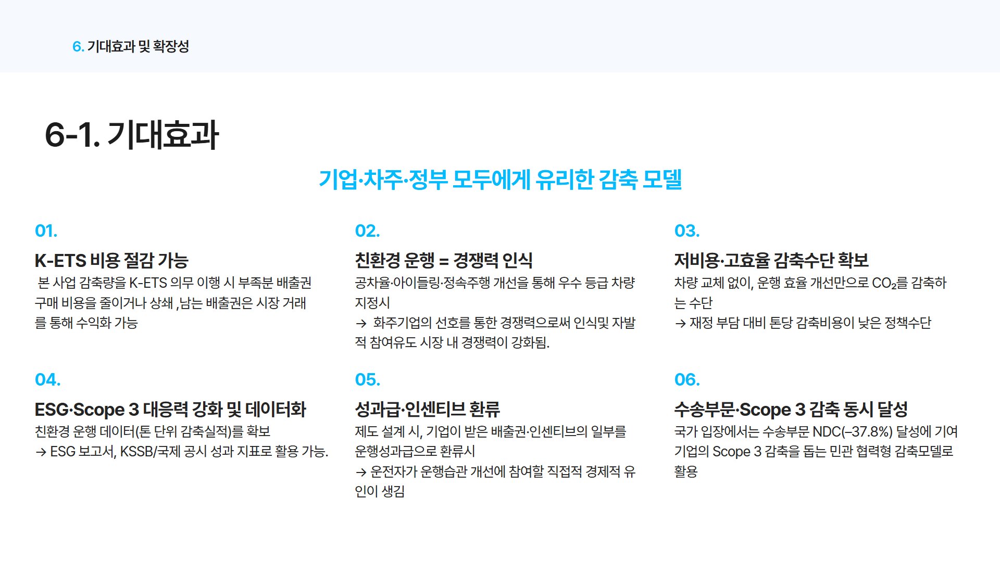 6. 기대효과 및 확장성
6-1. 기대효과
기업·차주·정부 모두에게 유리한 감축 모델
01.
K-ETS 비용 절감 가능
본 사업 감축량을 K-ETS 의무 이행 시 부족분 배출권
구매 비용을 줄이거나 상쇄 ,남는 배출권은 시장 거래
를 통해 수익화 가능
02.
친환경 운행 = 경쟁력 인식
공차율·아이들링·정속주행 개선을 통해 우수 등급 차량
지정시
→ 화주기업의 선호를 통한 경쟁력으로써 인식및 자발
적 참여유도 시장 내 경쟁력이 강화됨.
03.
저비용·고효율 감축수단 확보
차량 교체 없이, 운행 효율 개선만으로 CO₂를 감축하
는 수단
→ 재정 부담 대비 톤당 감축비용이 낮은 정책수단
04.
ESG·Scope 3 대응력 강화 및 데이터화
친환경 운행 데이터(톤 단위 감축실적)를 확보
→ ESG 보고서, KSSB/국제 공시 성과 지표로 활용 가능.
05.
성과급·인센티브 환류
제도 설계 시, 기업이 받은 배출권·인센티브의 일부를
운행성과급으로 환류시
→ 운전자가 운행습관 개선에 참여할 직접적 경제적 유
인이 생김
06.
수송부문·Scope 3 감축 동시 달성
국가 입장에서는 수송부문 NDC(–37.8%) 달성에 기여
기업의 Scope 3 감축을 돕는 민관 협력형 감축모델로
활용